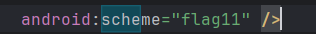 android:scheme="flag11" />